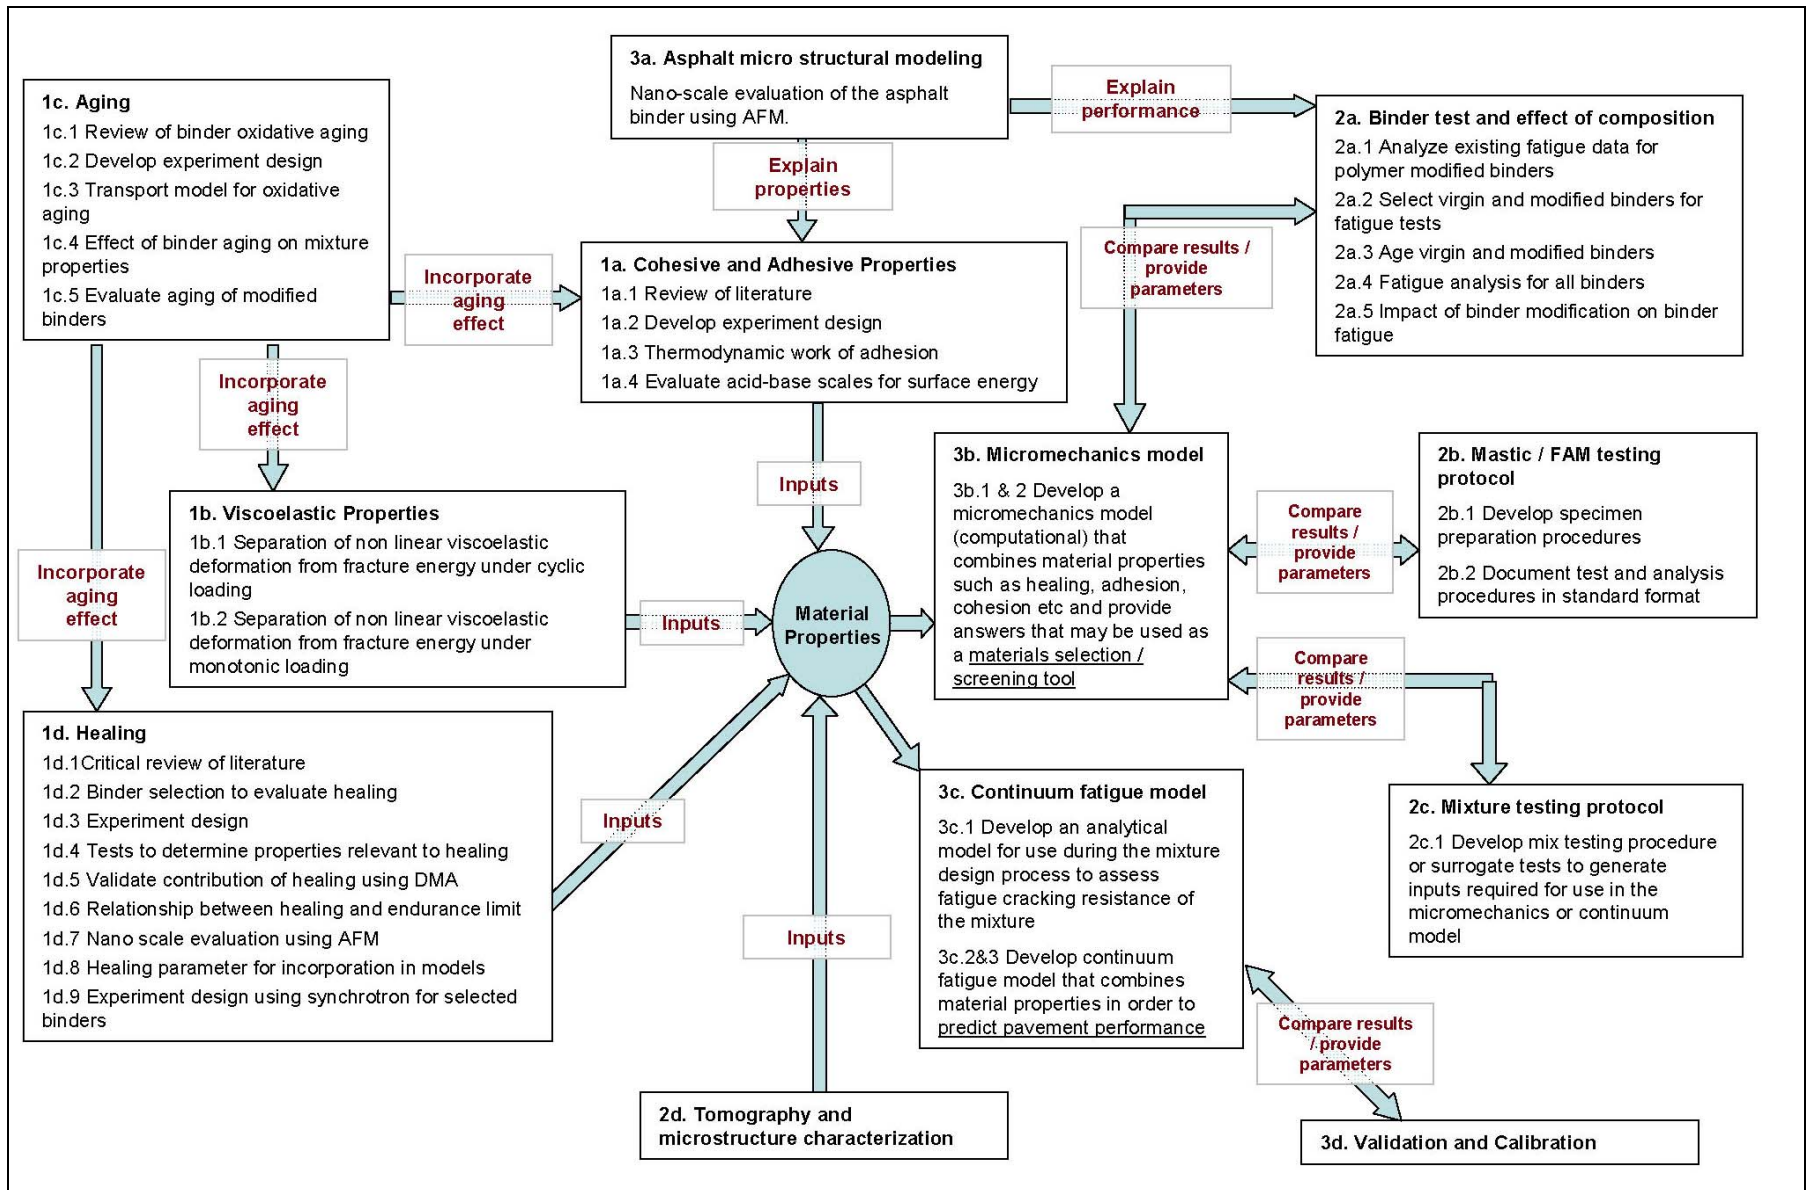 3a. Asphalt micro structural modeling
Nano-scale evaluation of the asphalt
binder using AFM.
Explain
performance
Explain
properties
1c. Aging
1c.1 Review of binder oxidative aging
1c.2 Develop experiment design
1c.3 Transport model for oxidative
aging
1c.4 Effect of binder aging on mixture
properties
1c.5 Evaluate aging of modified
binders
2a. Binder test and effect of composition
2a.1 Analyze existing fatigue data for
polymer modified binders
2a.2 Select virgin and modified binders for
fatigue tests
2a.3 Age virgin and modified binders
2a.4 Fatigue analysis for all binders
2a.5 Impact of binder modification on binder
fatigue
Incorporate
aging
effect
1a. Cohesive and Adhesive Properties
1a.1 Review of literature
1a.2 Develop experiment design
1a.3 Thermodynamic work of adhesion
1a.4 Evaluate acid-base scales for surface energy
Compare results /
provide
parameters
Incorporate
aging
effect
Inputs
1b. Viscoelastic Properties
1b.1 Separation of non linear viscoelastic
deformation from fracture energy under cyclic
loading
1b.2 Separation of non linear viscoelastic
deformation from fracture energy under
monotonic loading
Incorporate
aging
effect
Inputs
Material
Properties
3b. Micromechanics model
3b.1 & 2 Develop a
micromechanics model
(computational) that
combines material properties
such as healing, adhesion,
cohesion etc and provide
answers that may be used as
a materials selection /
screening tool
Compare
results /
provide
parameters
2b. Mastic / FAM testing
protocol
2b.1 Develop specimen
preparation procedures
2b.2 Document test and analysis
procedures in standard format
Compare
results /
provide
parameters
1d. Healing
1d.1Critical review of literature
1d.2 Binder selection to evaluate healing
1d.3 Experiment design
1d.4 Tests to determine properties relevant to healing
1d.5 Validate contribution of healing using DMA
1d.6 Relationship between healing and endurance limit
1d.7 Nano scale evaluation using AFM
1d.8 Healing parameter for incorporation in models
1d.9 Experiment design using synchrotron for selected
binders
Inputs
Inputs
3c. Continuum fatigue model
3c.1 Develop an analytical
model for use during the mixture
design process to assess
fatigue cracking resistance of
the mixture
3c.2&3 Develop continuum
fatigue model that combines
material properties in order to
predict pavement performance
2c. Mixture testing protocol
2c.1 Develop mix testing procedure
or surrogate tests to generate
inputs required for use in the
micromechanics or continuum
model
Compare results
/ provide
parameters
2d. Tomography and
microstructure characterization
3d. Validation and Calibration